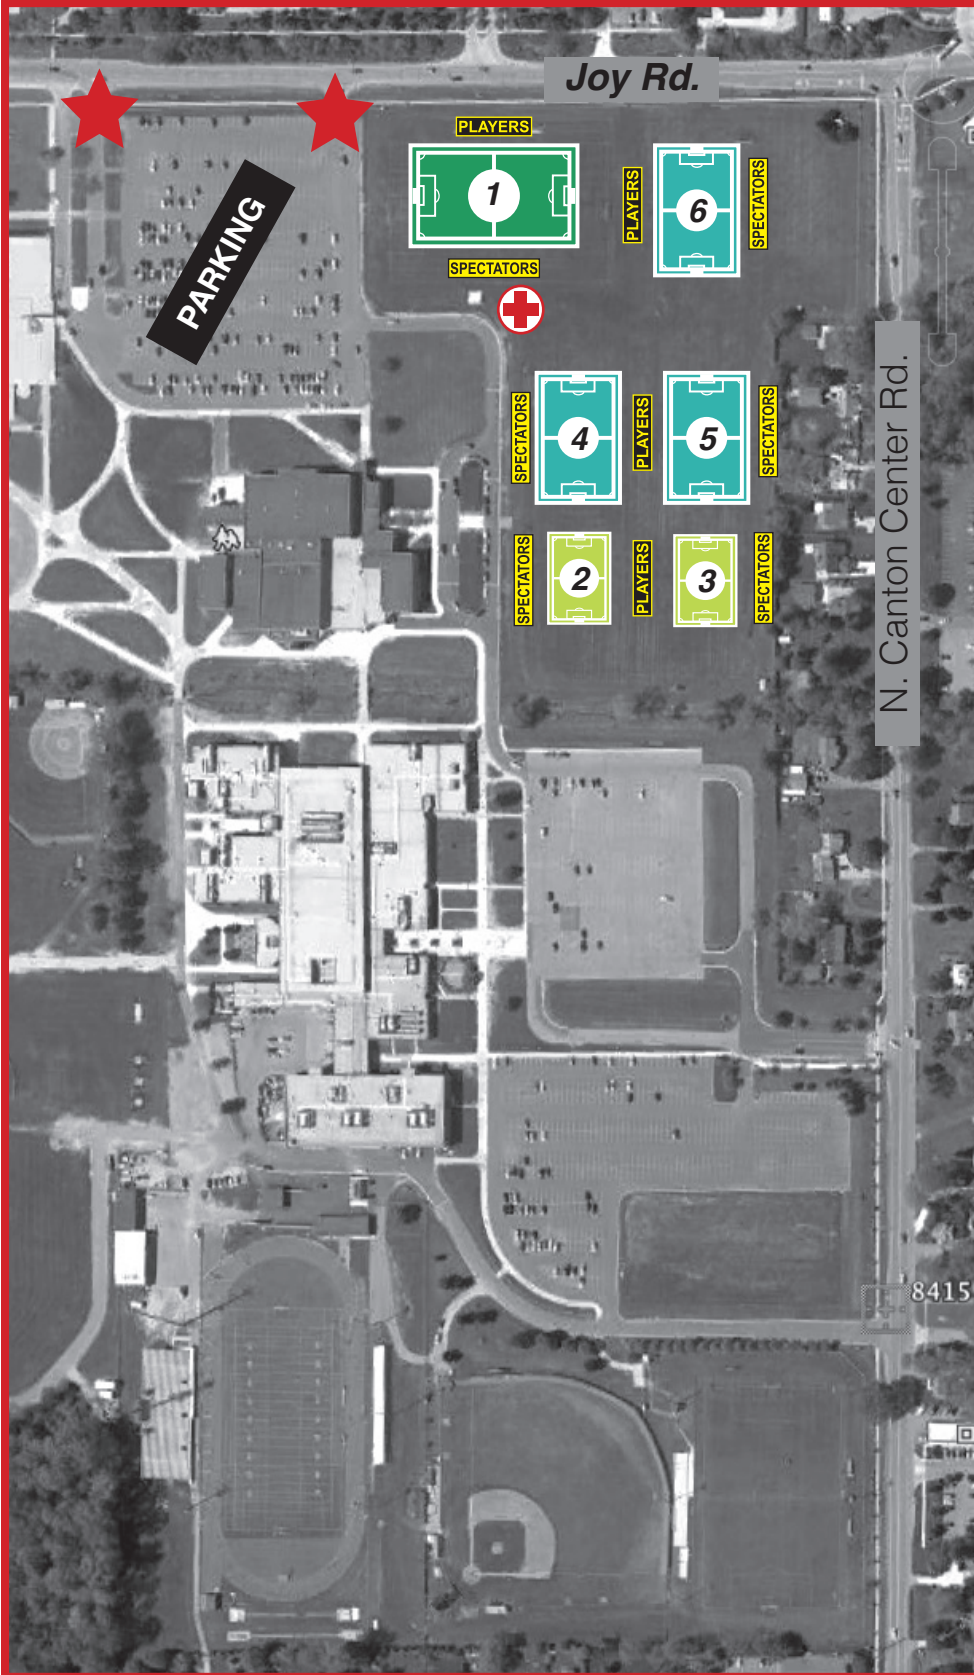 Joy Rd.
PLAYERS
1
SPECTATORS
PLAYERS
6
SPECTATORS
PARKING
SPECTATORS
4
PLAYERS
5
SPECTATORS
N. Canton Center Rd.
SPECTATORS
2
PLAYERS
3
SPECTATORS
8415